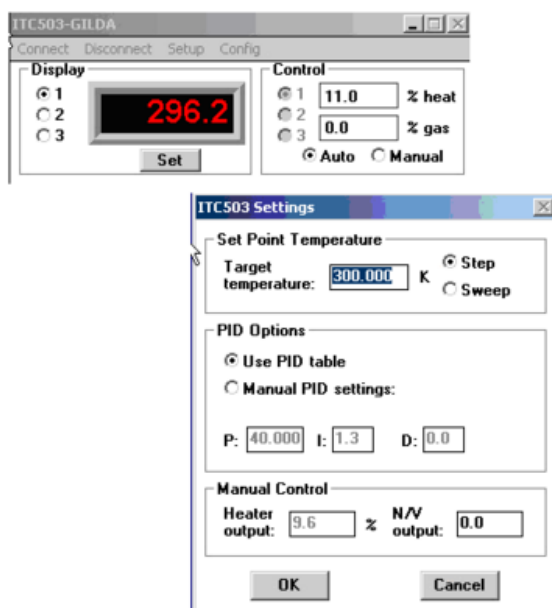 ITC503-GILDA
Connect Disconnect Setup Config
Display
1
2
3
296.2
Set
Control
1
2
3
11.0 % heat
0.0 % gas
Auto Manual
ITC503 Settings
Set Point Temperature
Target
temperature: 300.000 K
Step
Sweep
PID Options
Use PID table
Manual PID settings:
P: 40.000 I: 1.3 D: 0.0
Manual Control
Heater
output: 9.6 %
N/V
output: 0.0
OK Cancel